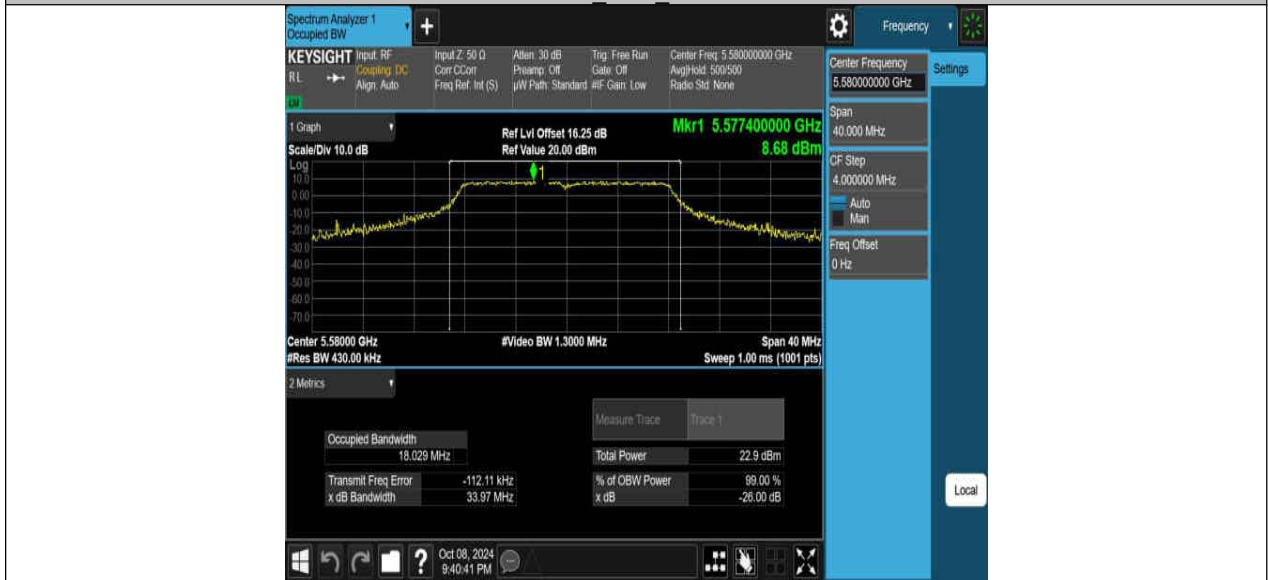 Spectrum Analyzer 1
Occupied BW
+
Frequency
KEYSIGHT
RL
LM
Input: RF
Coupling: DC
Align: Auto
Input Z: 50 Ω
Corr CCorr
Freq Ref: Int (S)
Atten: 30 dB
Preamp: Off
µW Path: Standard
Trig: Free Run
Gate: Off
#IF Gain: Low
Center Freq: 5.580000000 GHz
Avg|Hold: 500/500
Radio Std: None
Center Frequency
5.580000000 GHz
Settings
Span
40.000 MHz
CF Step
4.000000 MHz
Auto
Man
Freq Offset
0 Hz
1 Graph
Scale/Div 10.0 dB
Ref Lvl Offset 16.25 dB
Ref Value 20.00 dBm
Mkr1 5.577400000 GHz
8.68 dBm
Log
10.0
0.00
-10.0
-20.0
-30.0
-40.0
-50.0
-60.0
-70.0
1
Center 5.58000 GHz
#Video BW 1.3000 MHz
Span 40 MHz
#Res BW 430.00 kHz
Sweep 1.00 ms (1001 pts)
2 Metrics
Measure Trace
Trace 1
Occupied Bandwidth
18.029 MHz
Total Power
22.9 dBm
Transmit Freq Error
-112.11 kHz
% of OBW Power
99.00 %
x dB Bandwidth
33.97 MHz
x dB
-26.00 dB
Local
?
Oct 08, 2024
9:40:41 PM